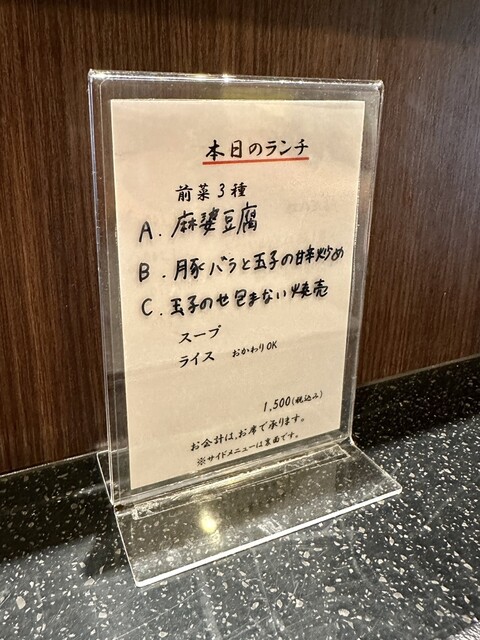 本日のランチ
前菜3種
A. 麻婆豆腐
B. 豚バラと玉子の甘辛炒め
C. 玉子のせ包まない焼売
スープ
ライス おかわりOK
1,500(税込み)
お会計は、お席で承ります。
※サイドメニューは裏面です。